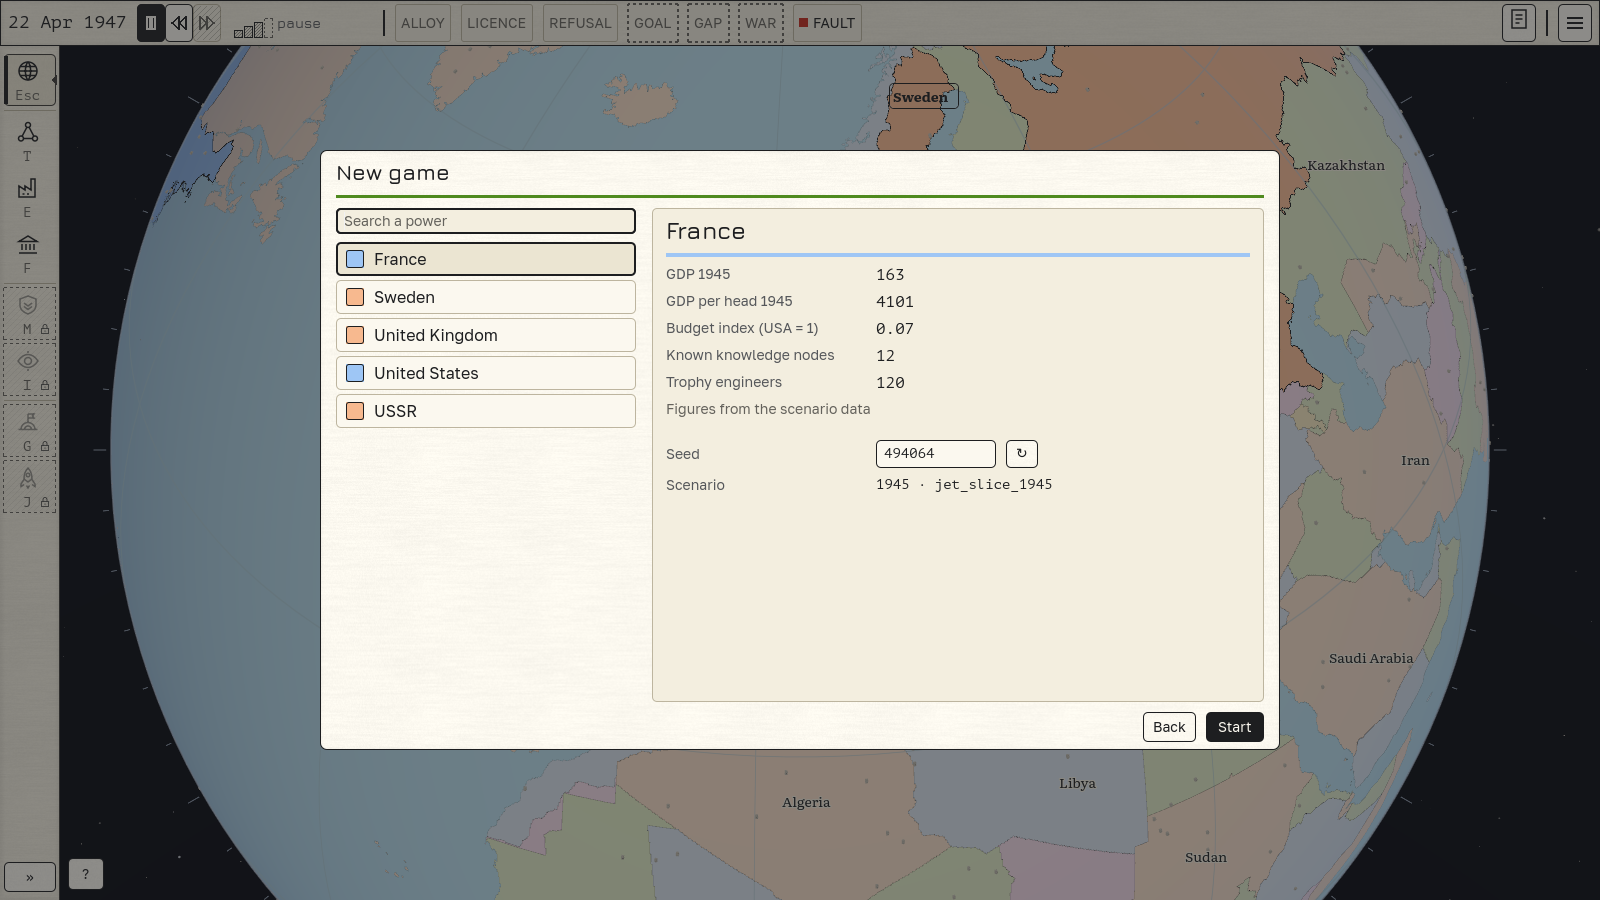 22 Apr 1947
pause
ALLOY
LICENCE
REFUSAL
GOAL
GAP
WAR
FAULT
Esc
T
E
F
M
I
G
J
»
?
Sweden
Kazakhstan
Iran
Saudi Arabia
Algeria
Libya
Sudan
New game
Search a power
France
Sweden
United Kingdom
United States
USSR
France
GDP 1945 163
GDP per head 1945 4101
Budget index (USA = 1) 0.07
Known knowledge nodes 12
Trophy engineers 120
Figures from the scenario data
Seed 494064 ↻
Scenario 1945 · jet_slice_1945
Back Start